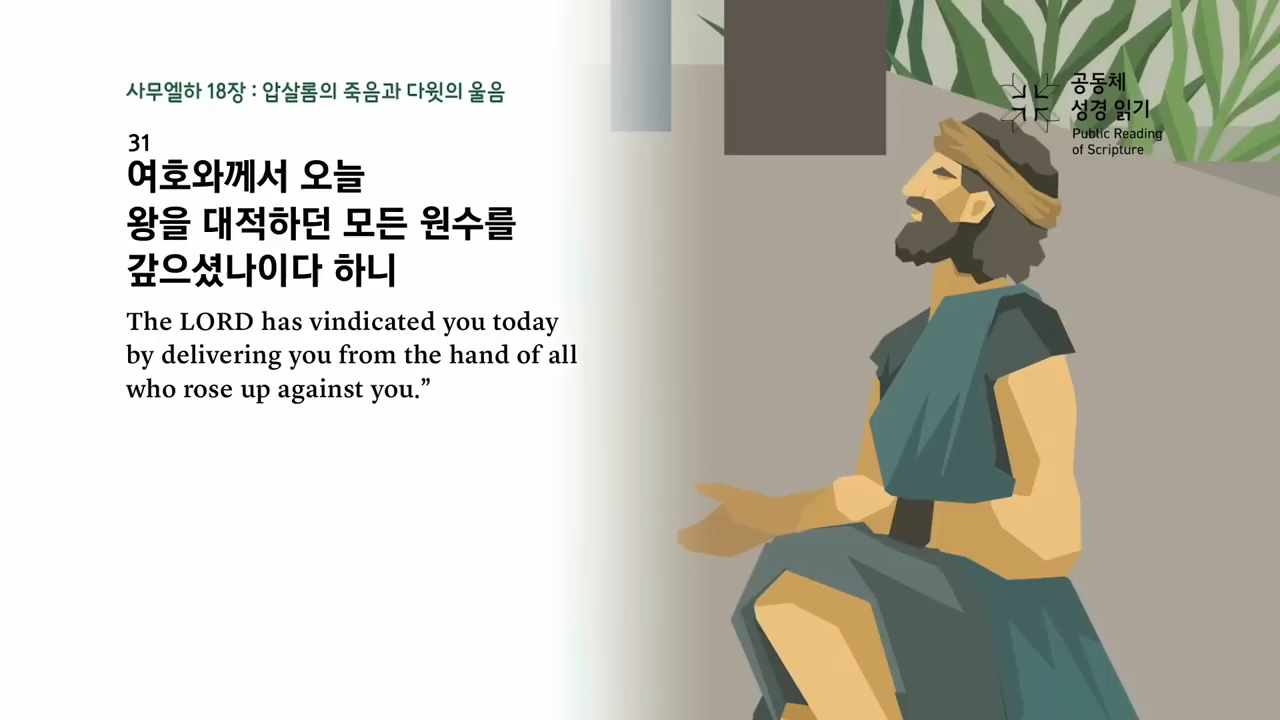 사무엘하 18장 : 압살롬의 죽음과 다윗의 울음
31
여호와께서 오늘
왕을 대적하던 모든 원수를
갚으셨나이다 하니
The LORD has vindicated you today
by delivering you from the hand of all
who rose up against you.”
공동체
성경 읽기
Public Reading
of Scripture